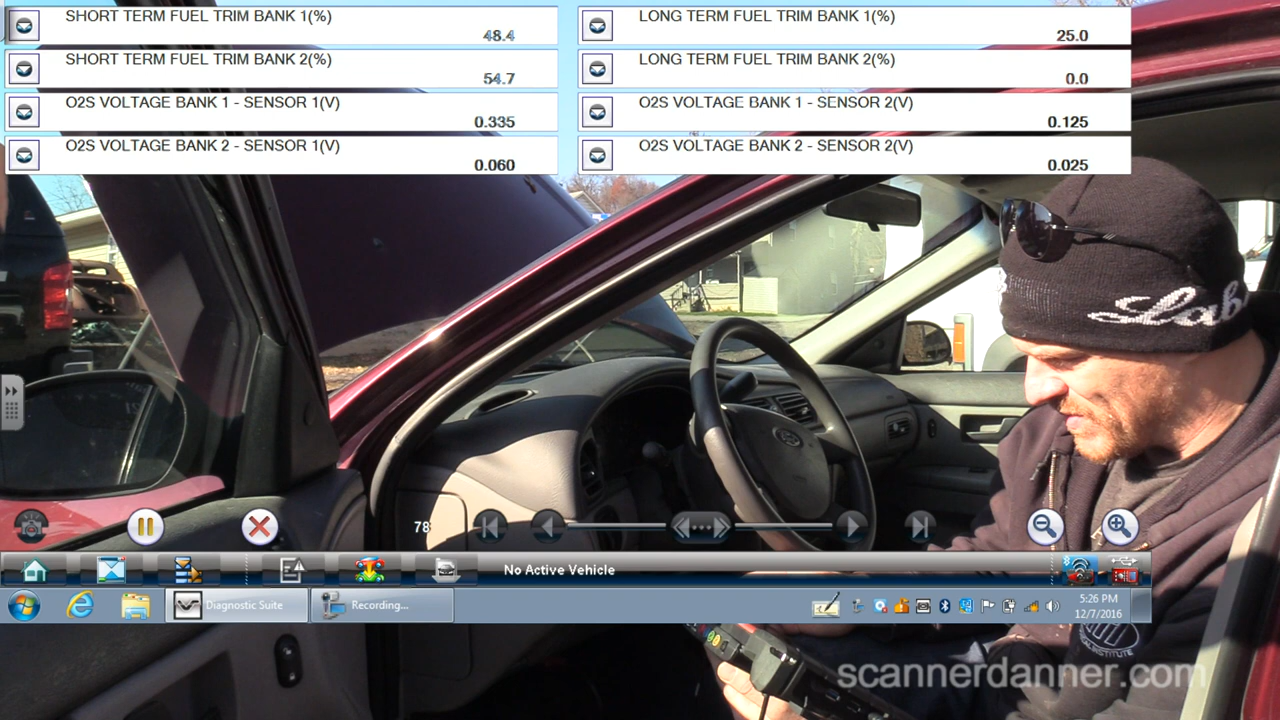 SHORT TERM FUEL TRIM BANK 1(%)
48.4
LONG TERM FUEL TRIM BANK 1(%)
25.0
SHORT TERM FUEL TRIM BANK 2(%)
54.7
LONG TERM FUEL TRIM BANK 2(%)
0.0
O2S VOLTAGE BANK 1 - SENSOR 1(V)
0.335
O2S VOLTAGE BANK 1 - SENSOR 2(V)
0.125
O2S VOLTAGE BANK 2 - SENSOR 1(V)
0.060
O2S VOLTAGE BANK 2 - SENSOR 2(V)
0.025
Lab
78
No Active Vehicle
Diagnostic Suite
Recording...
5:26 PM
12/7/2016
scannerdanner.com